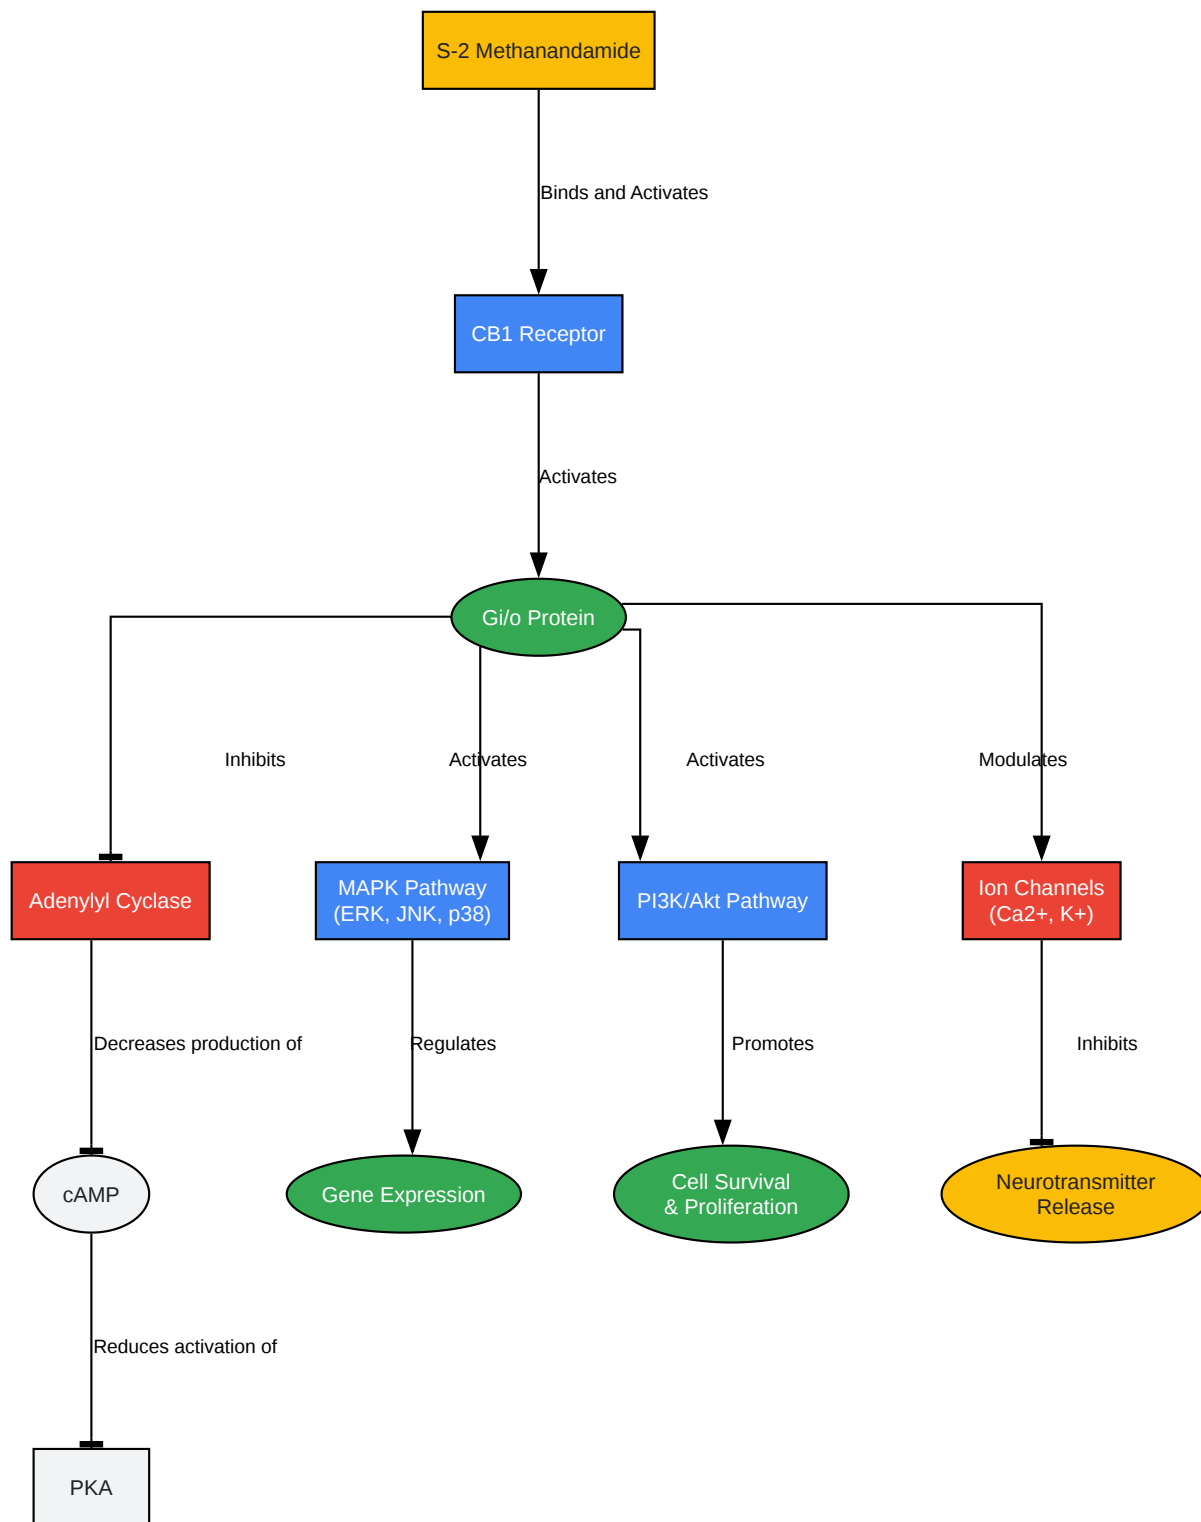 S-2 Methanandamide
Binds and Activates
CB1 Receptor
Activates
Gi/o Protein
Inhibits
Activates
Activates
Modulates
Adenylyl Cyclase
MAPK Pathway
(ERK, JNK, p38)
PI3K/Akt Pathway
Ion Channels
(Ca2+, K+)
Decreases production of
Regulates
Promotes
Inhibits
cAMP
Gene Expression
Cell Survival
& Proliferation
Neurotransmitter
Release
Reduces activation of
PKA